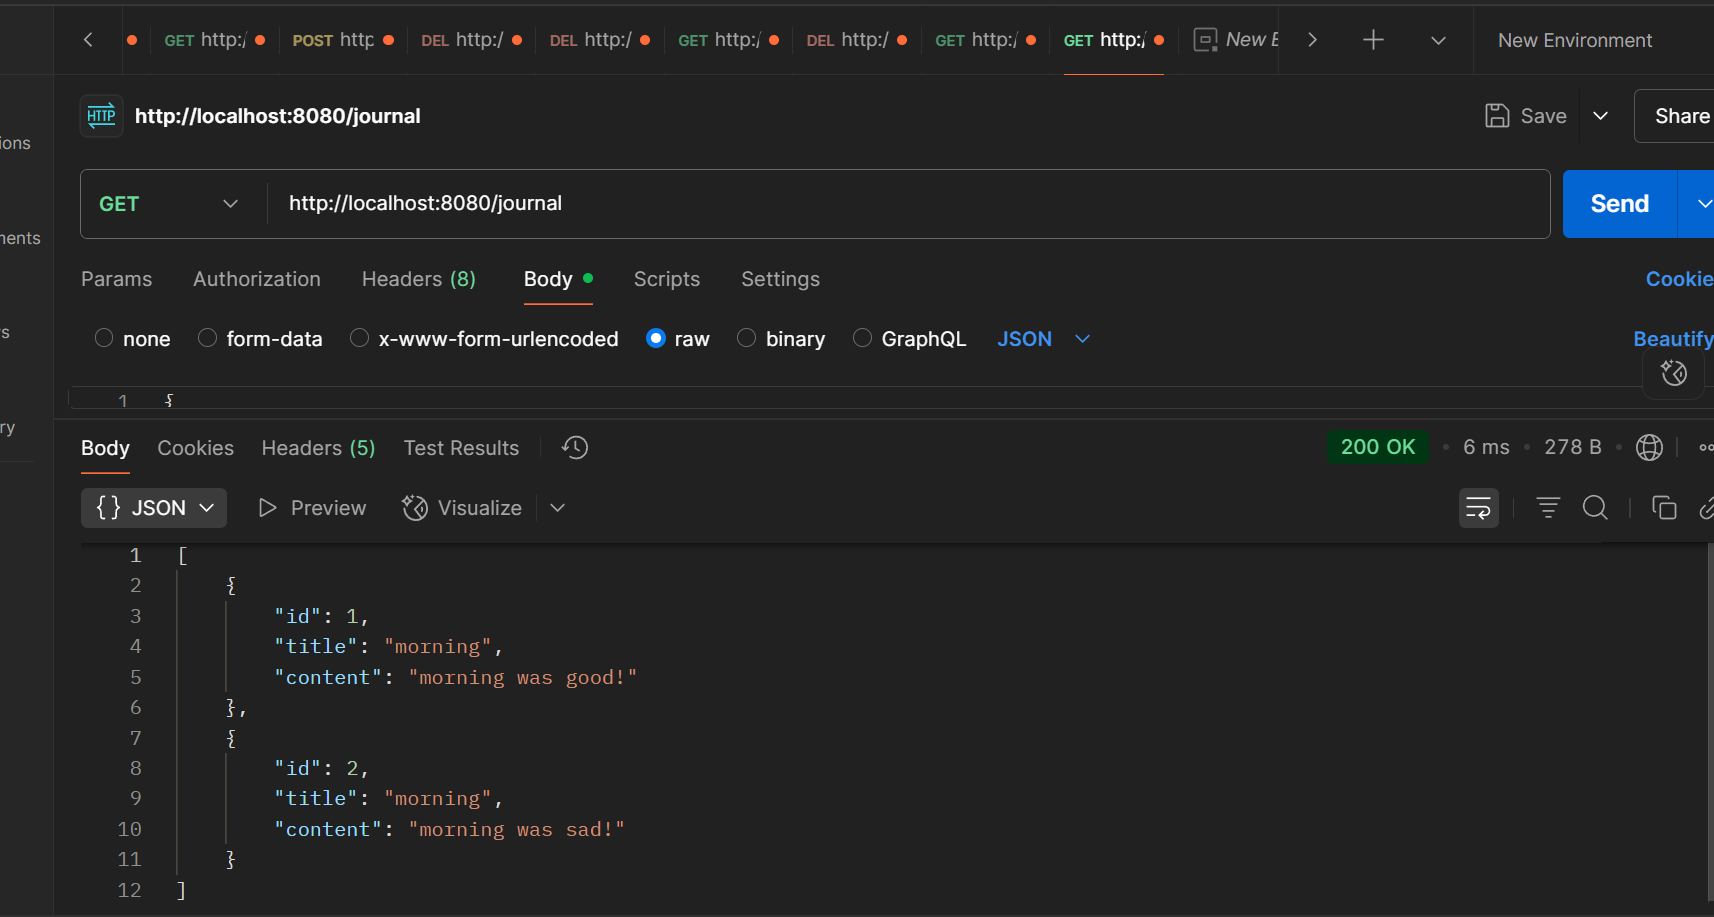 GET http:/ POST http DEL http:/ DEL http:/ GET http:/ DEL http:/ GET http:/ GET http:/ New E New Environment
HTTP http://localhost:8080/journal Save Share
ions
GET http://localhost:8080/journal Send
nents
Params Authorization Headers (8) Body Scripts Settings Cookie
s
none form-data x-www-form-urlencoded raw binary GraphQL JSON Beautify
1 {
ry
Body Cookies Headers (5) Test Results 200 OK • 6 ms • 278 B
{} JSON Preview Visualize
1 [
2 {
3 "id": 1,
4 "title": "morning",
5 "content": "morning was good!"
6 },
7 {
8 "id": 2,
9 "title": "morning",
10 "content": "morning was sad!"
11 }
12 ]